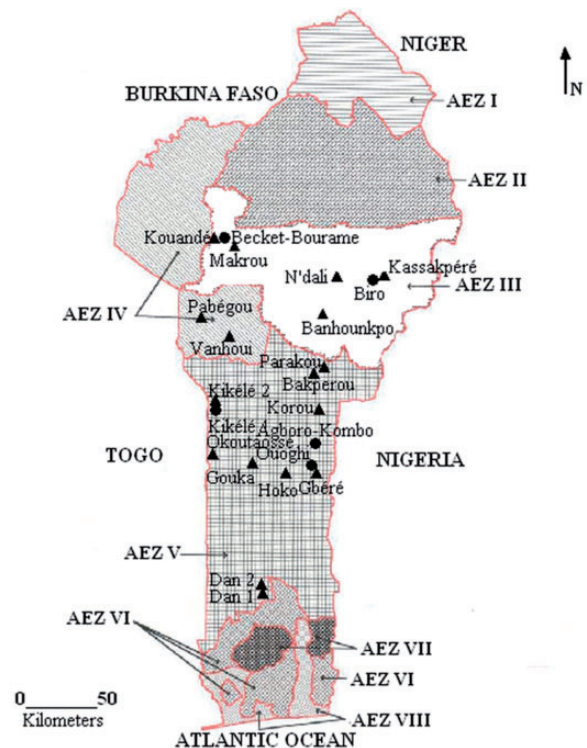 NIGER
N
BURKINA FASO
AEZ I
AEZ II
Kouandé
Becket-Bourame
Makrou
N'dali
Kassakpéré
AEZ III
Biro
AEZ IV
Pabégou
Banhounkpo
Vanhoui
Parakou
Bakperou
Kikélé 2
Korou
Kikélé 1
Agboro-Kombo
Okoutaosse
TOGO
Ouoghi
NIGERIA
Gouka
Hoko
Gbéré
AEZ V
Dan 2
Dan 1
AEZ VI
AEZ VII
AEZ VI
0 50
Kilometers
AEZ VIII
ATLANTIC OCEAN